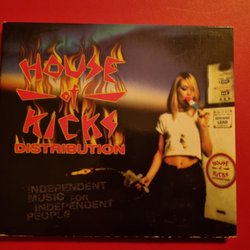 HOUSE
of
KICKS
DISTRIBUTION
INDEPENDENT
MUSIC FOR
INDEPENDENT
PEOPLE
HOUSE
of
KICKS